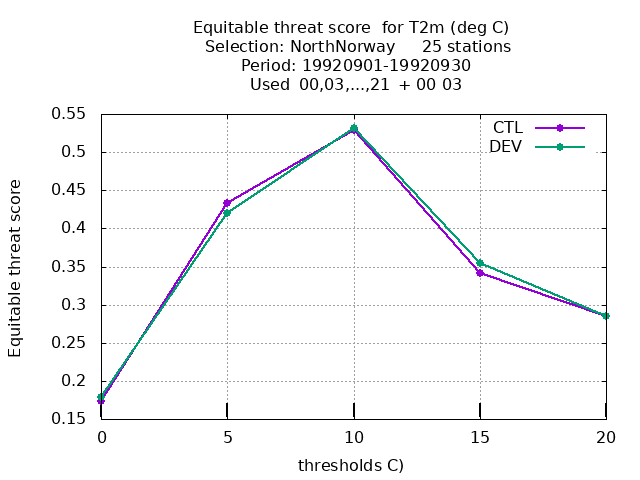 Equitable threat score  for T2m (deg C)
Selection: NorthNorway     25 stations
Period: 19920901-19920930
Used  00,03,...,21  + 00 03
CTL
DEV
0.55
0.5
0.45
0.4
0.35
0.3
0.25
0.2
0.15
Equitable threat score
0 5 10 15 20
thresholds C)